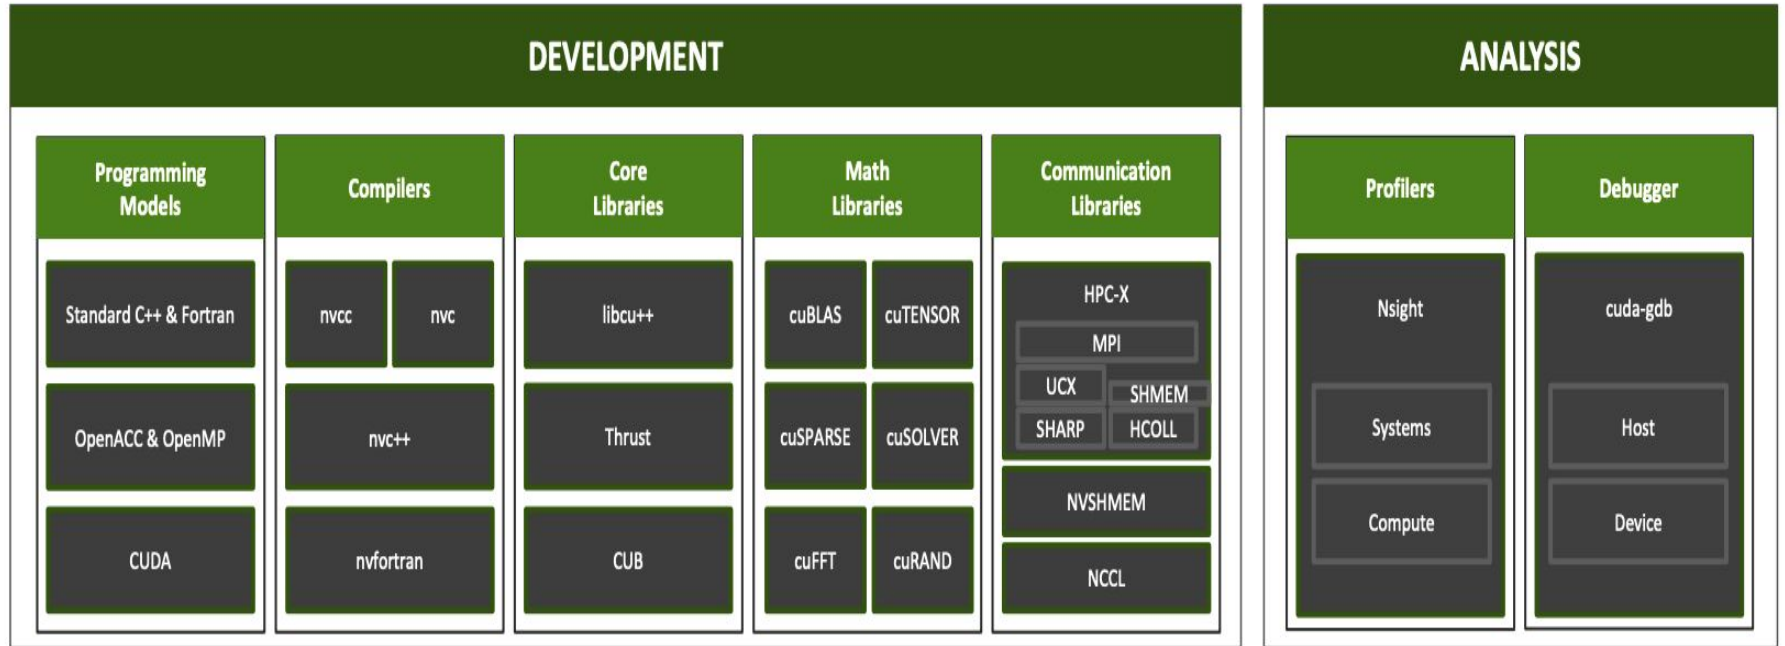 DEVELOPMENT
Programming
Models
Standard C++ & Fortran
OpenACC & OpenMP
CUDA
Compilers
nvcc
nvc
nvc++
nvfortran
Core
Libraries
libcu++
Thrust
CUB
Math
Libraries
cuBLAS
cuTENSOR
cuSPARSE
cuSOLVER
cuFFT
cuRAND
Communication
Libraries
HPC-X
MPI
UCX
SHMEM
SHARP
HCOLL
NVSHMEM
NCCL
ANALYSIS
Profilers
Nsight
Systems
Compute
Debugger
cuda-gdb
Host
Device